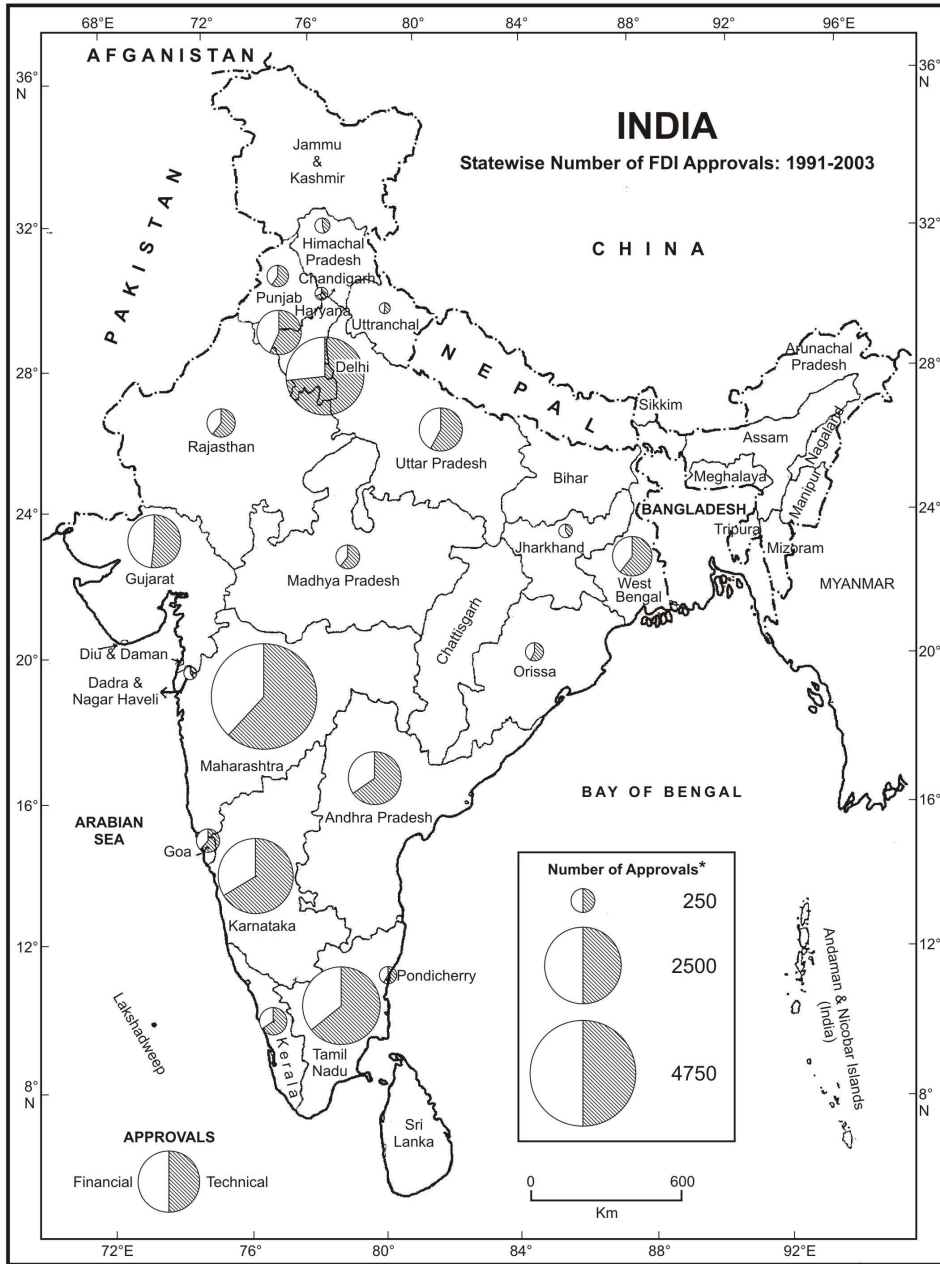 68°E
72°
76°
80°
84°
88°
92°
96°E
AFGANISTAN
36°
N
36°
N
INDIA
Statewise Number of FDI Approvals: 1991-2003
Jammu
&
Kashmir
PAKISTAN
32°
32°
CHINA
Himachal
Pradesh
Chandigarh
Punjab
Haryana
Uttranchal
NEPAL
Delhi
28°
28°
Arunachal
Pradesh
Sikkim
Rajasthan
Uttar Pradesh
Assam
Nagaland
Bihar
Meghalaya
Manipur
24°
24°
BANGLADESH
Tripura
Mizoram
Gujarat
Madhya Pradesh
Jharkhand
West
Bengal
MYANMAR
Chattisgarh
Orissa
20°
20°
Diu & Daman
Dadra &
Nagar Haveli
Maharashtra
16°
16°
BAY OF BENGAL
Andhra Pradesh
ARABIAN
SEA
Goa
Karnataka
Number of Approvals*
250
2500
4750
12°
12°
Pondicherry
Andaman & Nicobar Islands
(India)
Lakshadweep
Kerala
Tamil
Nadu
8°
N
8°
N
Sri
Lanka
APPROVALS
Financial
Technical
0
600
Km
72°E
76°
80°
84°
88°
92°E